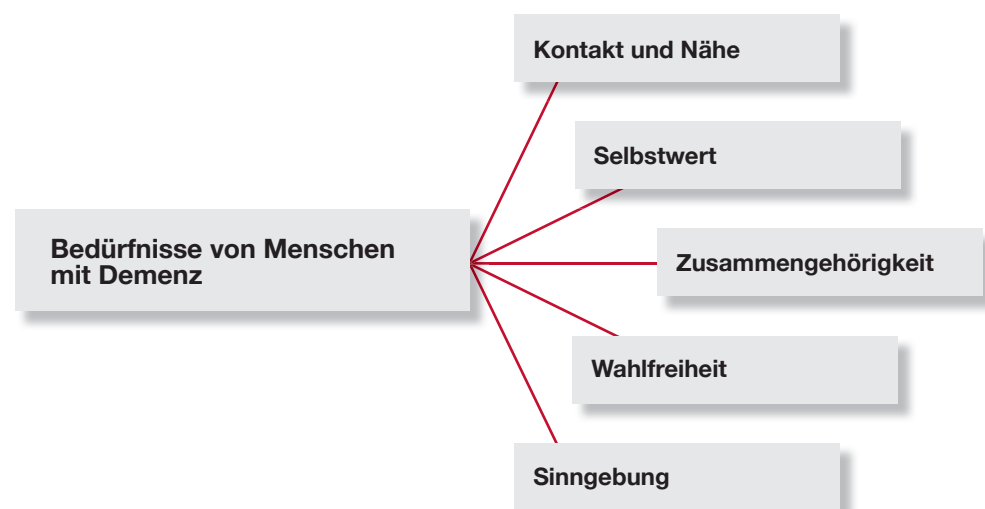 Kontakt und Nähe
Selbstwert
Bedürfnisse von Menschen
mit Demenz
Zusammengehörigkeit
Wahlfreiheit
Sinngebung